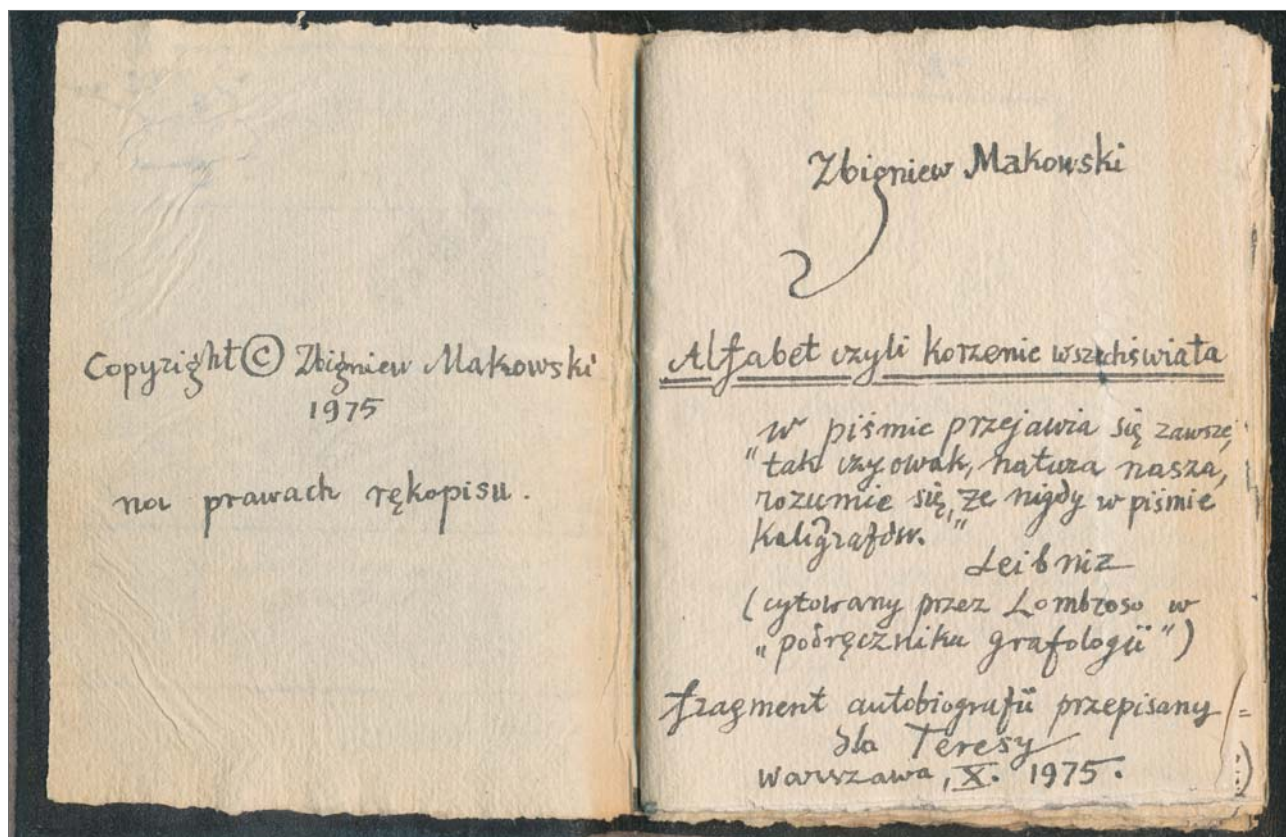 Copyright © Zbigniew Makowski
1975
na prawach rękopisu.
Zbigniew Makowski
Alfabet czyli korzenie wszechświata
W piśmie przejawia się zawsze,
"tak czy owak, natura nasza,
rozumie się, że nigdy w piśmie
kaligrafów."
Leibniz
(cytowany przez Lombroso w
"podręczniku grafologii")
fragment autobiografii przepisany
dla Teresy
Warszawa, X. 1975.